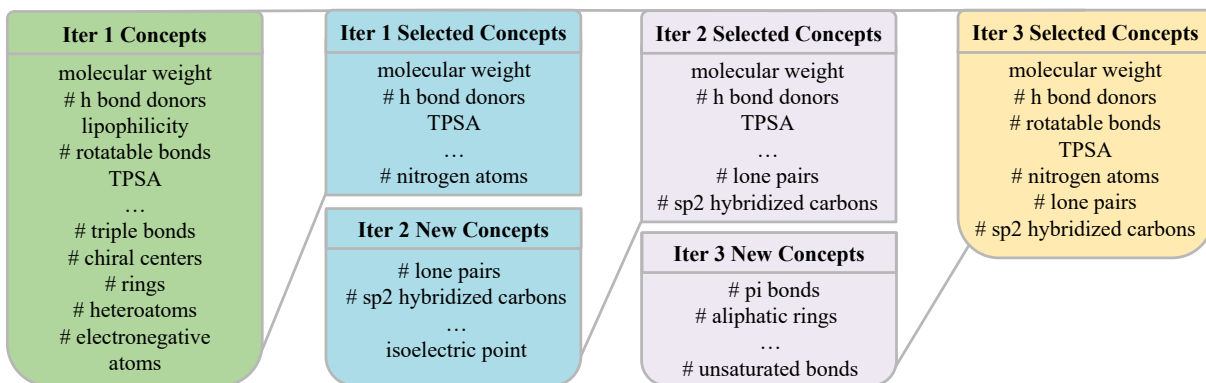 Iter 1 Concepts
molecular weight
# h bond donors
lipophilicity
# rotatable bonds
TPSA
…
# triple bonds
# chiral centers
# rings
# heteroatoms
# electronegative
atoms
Iter 1 Selected Concepts
molecular weight
# h bond donors
TPSA
…
# nitrogen atoms
Iter 2 New Concepts
# lone pairs
# sp2 hybridized carbons
…
isoelectric point
Iter 2 Selected Concepts
molecular weight
# h bond donors
TPSA
…
# lone pairs
# sp2 hybridized carbons
Iter 3 New Concepts
# pi bonds
# aliphatic rings
…
# unsaturated bonds
Iter 3 Selected Concepts
molecular weight
# h bond donors
# rotatable bonds
TPSA
# nitrogen atoms
# lone pairs
# sp2 hybridized carbons